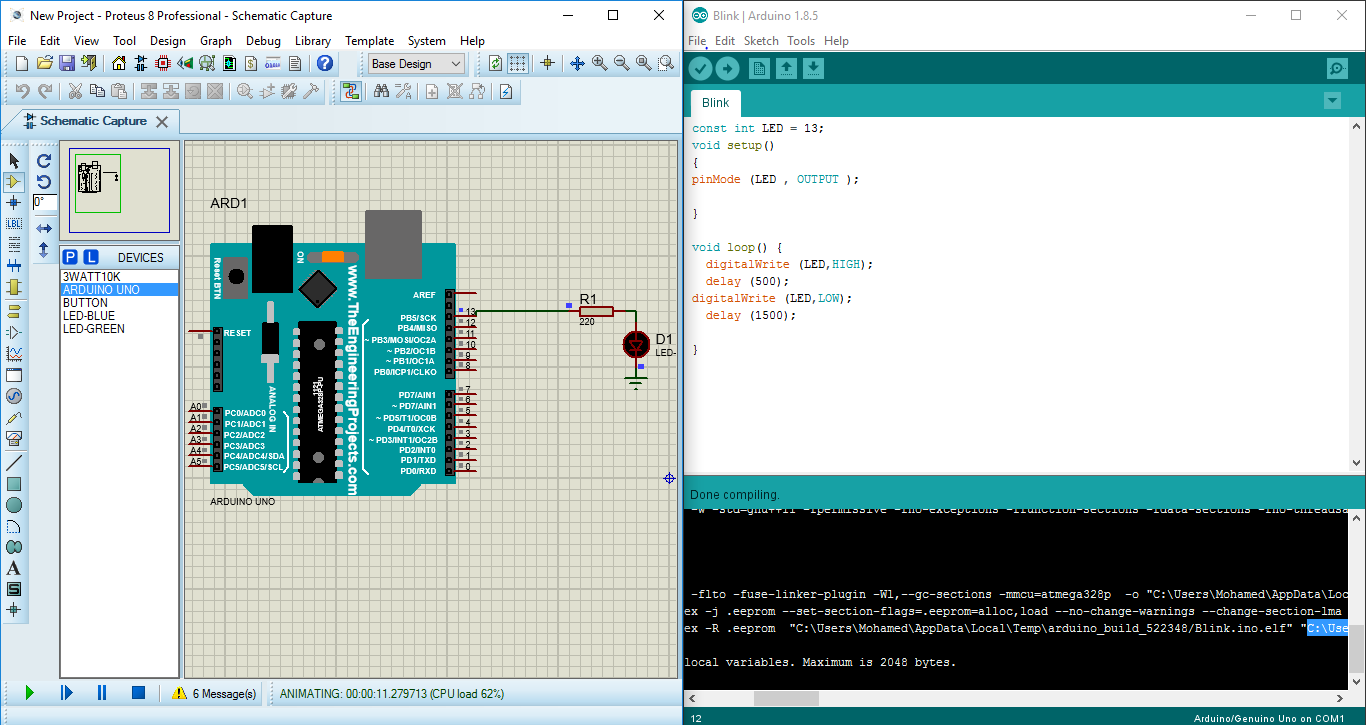 New Project - Proteus 8 Professional - Schematic Capture
File Edit View Tool Design Graph Debug Library Template System Help
Base Design
Schematic Capture
0°
LBL
P L DEVICES
3WATT10K
ARDUINO UNO
BUTTON
LED-BLUE
LED-GREEN
A
S
ARD1
Reset BTN
ON
www.TheEngineeringProjects.com
ATMEGA328P-PU
1121
ANALOG IN
RESET
A0 PC0/ADC0
A1 PC1/ADC1
A2 PC2/ADC2
A3 PC3/ADC3
A4 PC4/ADC4/SDA
A5 PC5/ADC5/SCL
AREF
PB5/SCK 13
PB4/MISO 12
~ PB3/MOSI/OC2A 11
~ PB2/OC1B 10
~ PB1/OC1A 9
PB0/ICP1/CLKO 8
PD7/AIN1 7
~ PD7/AIN1 6
~ PD5/T1/OC0B 5
PD4/T0/XCK 4
~ PD3/INT1/OC2B 3
PD2/INT0 2
PD1/TXD 1
PD0/RXD 0
ARDUINO UNO
R1
220
D1
LED-
6 Message(s)
ANIMATING: 00:00:11.279713 (CPU load 62%)
Blink | Arduino 1.8.5
File Edit Sketch Tools Help
Blink
const int LED = 13;
void setup()
{
pinMode (LED , OUTPUT );
}
void loop() {
digitalWrite (LED,HIGH);
delay (500);
digitalWrite (LED,LOW);
delay (1500);
}
Done compiling.
-w -std=gnu++11 -fpermissive -fno-exceptions -ffunction-sections -fdata-sections -fno-threadsa
-flto -fuse-linker-plugin -Wl,--gc-sections -mmcu=atmega328p -o "C:\Users\Mohamed\AppData\Loc
ex -j .eeprom --set-section-flags=.eeprom=alloc,load --no-change-warnings --change-section-lma
ex -R .eeprom "C:\Users\Mohamed\AppData\Local\Temp\arduino_build_522348/Blink.ino.elf" "C:\Use
local variables. Maximum is 2048 bytes.
12
Arduino/Genuino Uno on COM1